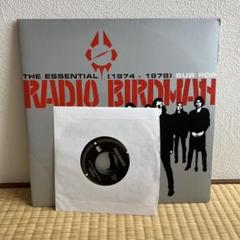 THE ESSENTIAL (1974 - 1978) SUB POP
RADIO BIRDMAN